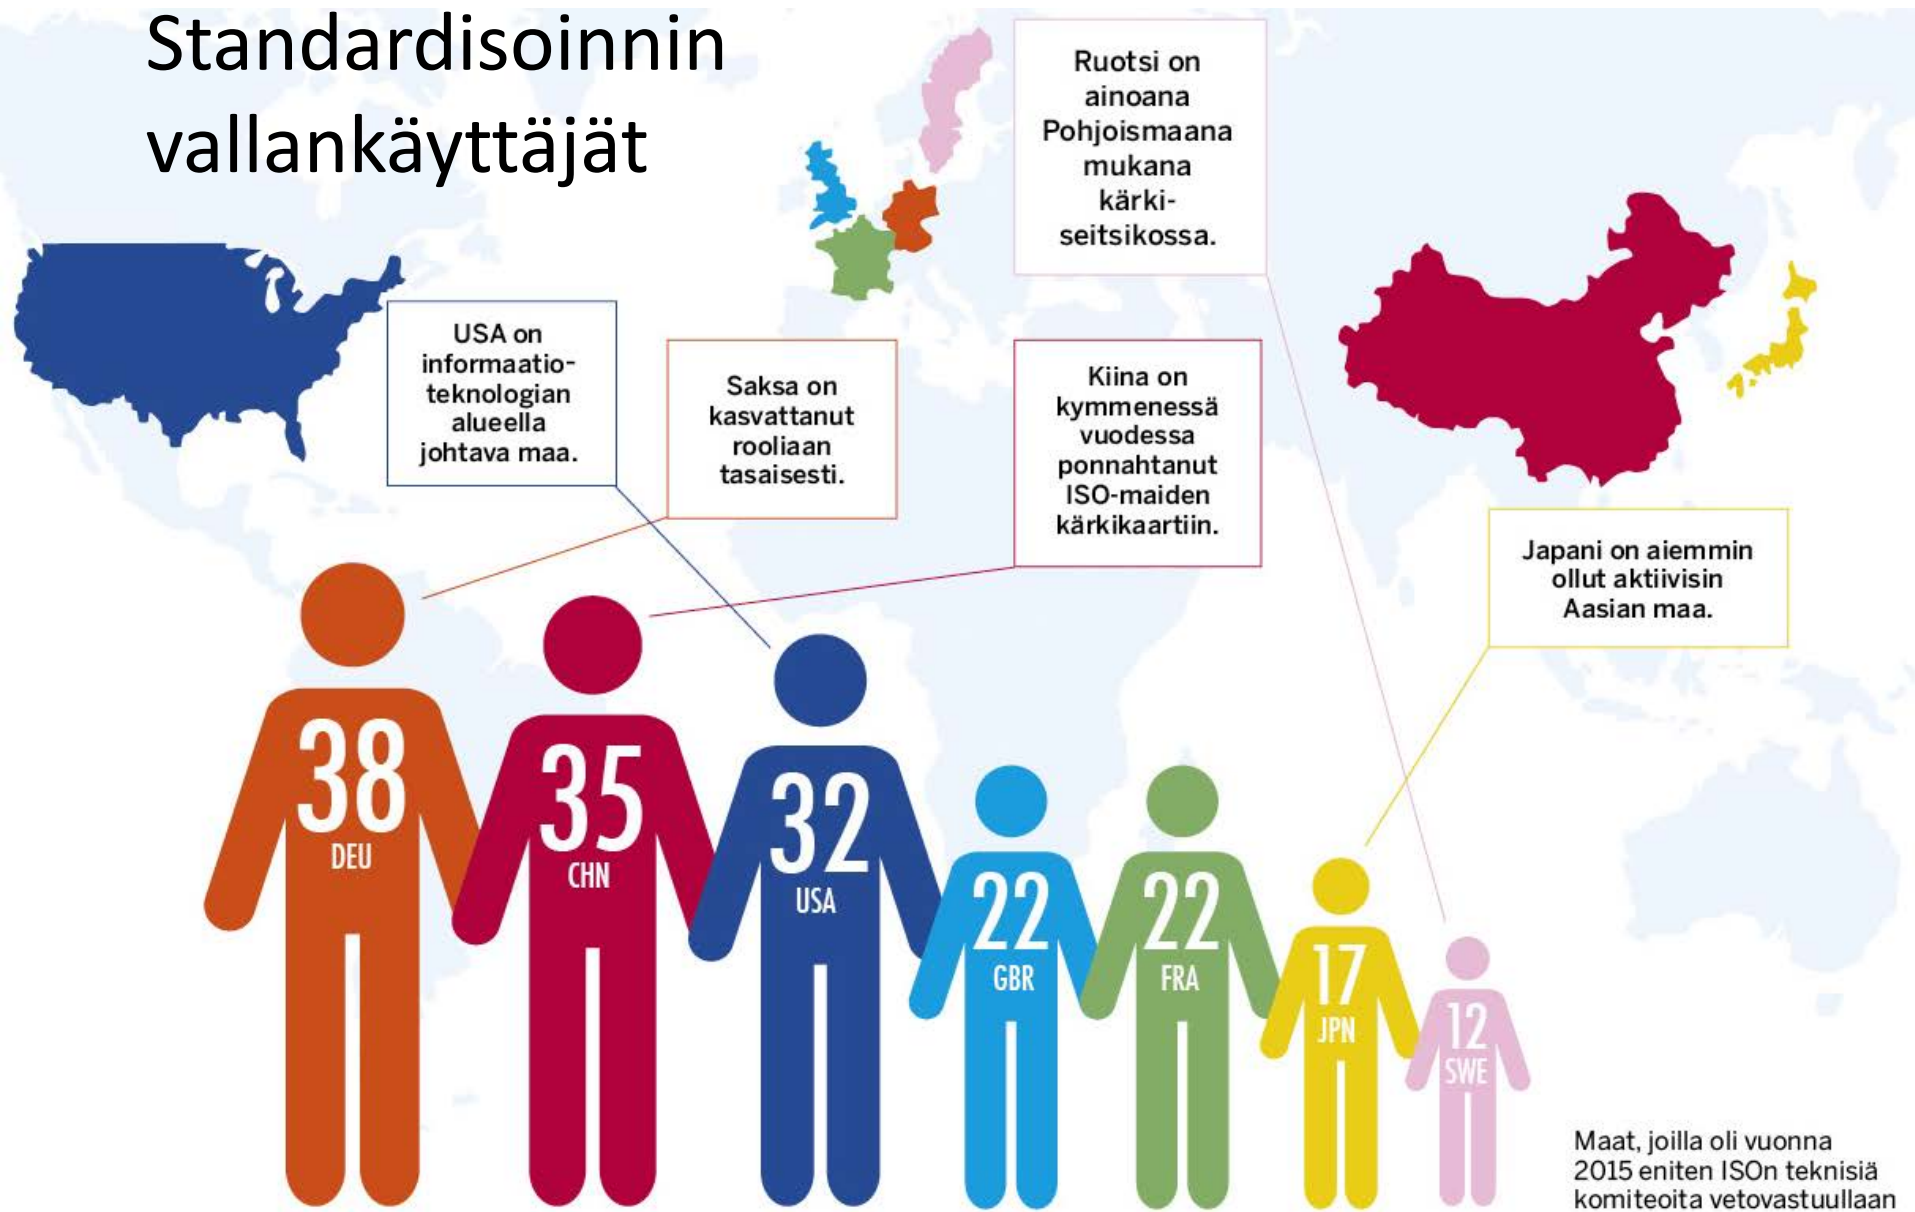 Standardisoinnin
vallankäyttäjät
Ruotsi on
ainoana
Pohjoismaana
mukana
kärki-
seitsikossa.
USA on
informaatio-
teknologian
alueella
johtava maa.
Saksa on
kasvattanut
rooliaan
tasaisesti.
Kiina on
kymmenessä
vuodessa
ponnahtanut
ISO-maiden
kärkikaartiin.
Japani on aiemmin
ollut aktiivisin
Aasian maa.
38
DEU
35
CHN
32
USA
22
GBR
22
FRA
17
JPN
12
SWE
Maat, joilla oli vuonna
2015 eniten ISOn teknisiä
komiteoita vetovastuullaan